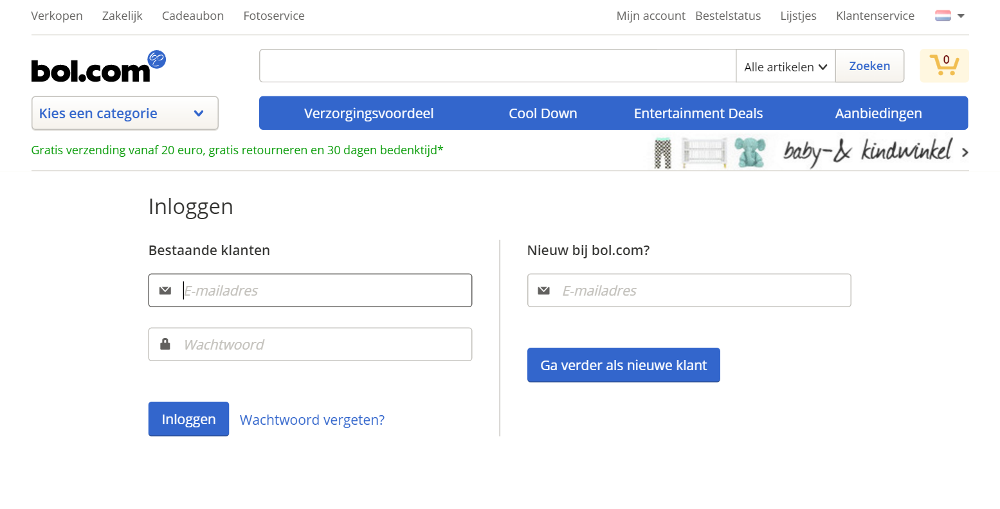 Verkopen Zakelijk Cadeaubon Fotoservice Mijn account Bestelstatus Lijstjes Klantenservice
bol.com
Alle artikelen Zoeken 0
Kies een categorie Verzorgingsvoordeel Cool Down Entertainment Deals Aanbiedingen
Gratis verzending vanaf 20 euro, gratis retourneren en 30 dagen bedenktijd* baby-& kindwinkel
Inloggen
Bestaande klanten
E-mailadres
Wachtwoord
Inloggen Wachtwoord vergeten?
Nieuw bij bol.com?
E-mailadres
Ga verder als nieuwe klant